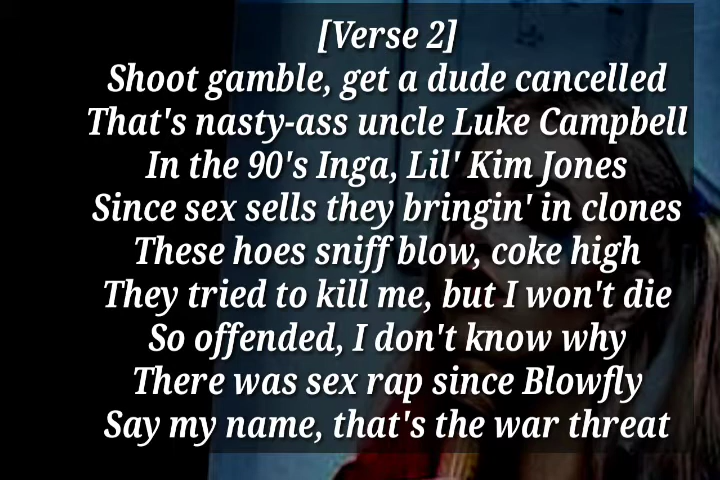 [Verse 2]
Shoot gamble, get a dude cancelled
That's nasty-ass uncle Luke Campbell
In the 90's Inga, Lil' Kim Jones
Since sex sells they bringin' in clones
These hoes sniff blow, coke high
They tried to kill me, but I won't die
So offended, I don't know why
There was sex rap since Blowfly
Say my name, that's the war threat